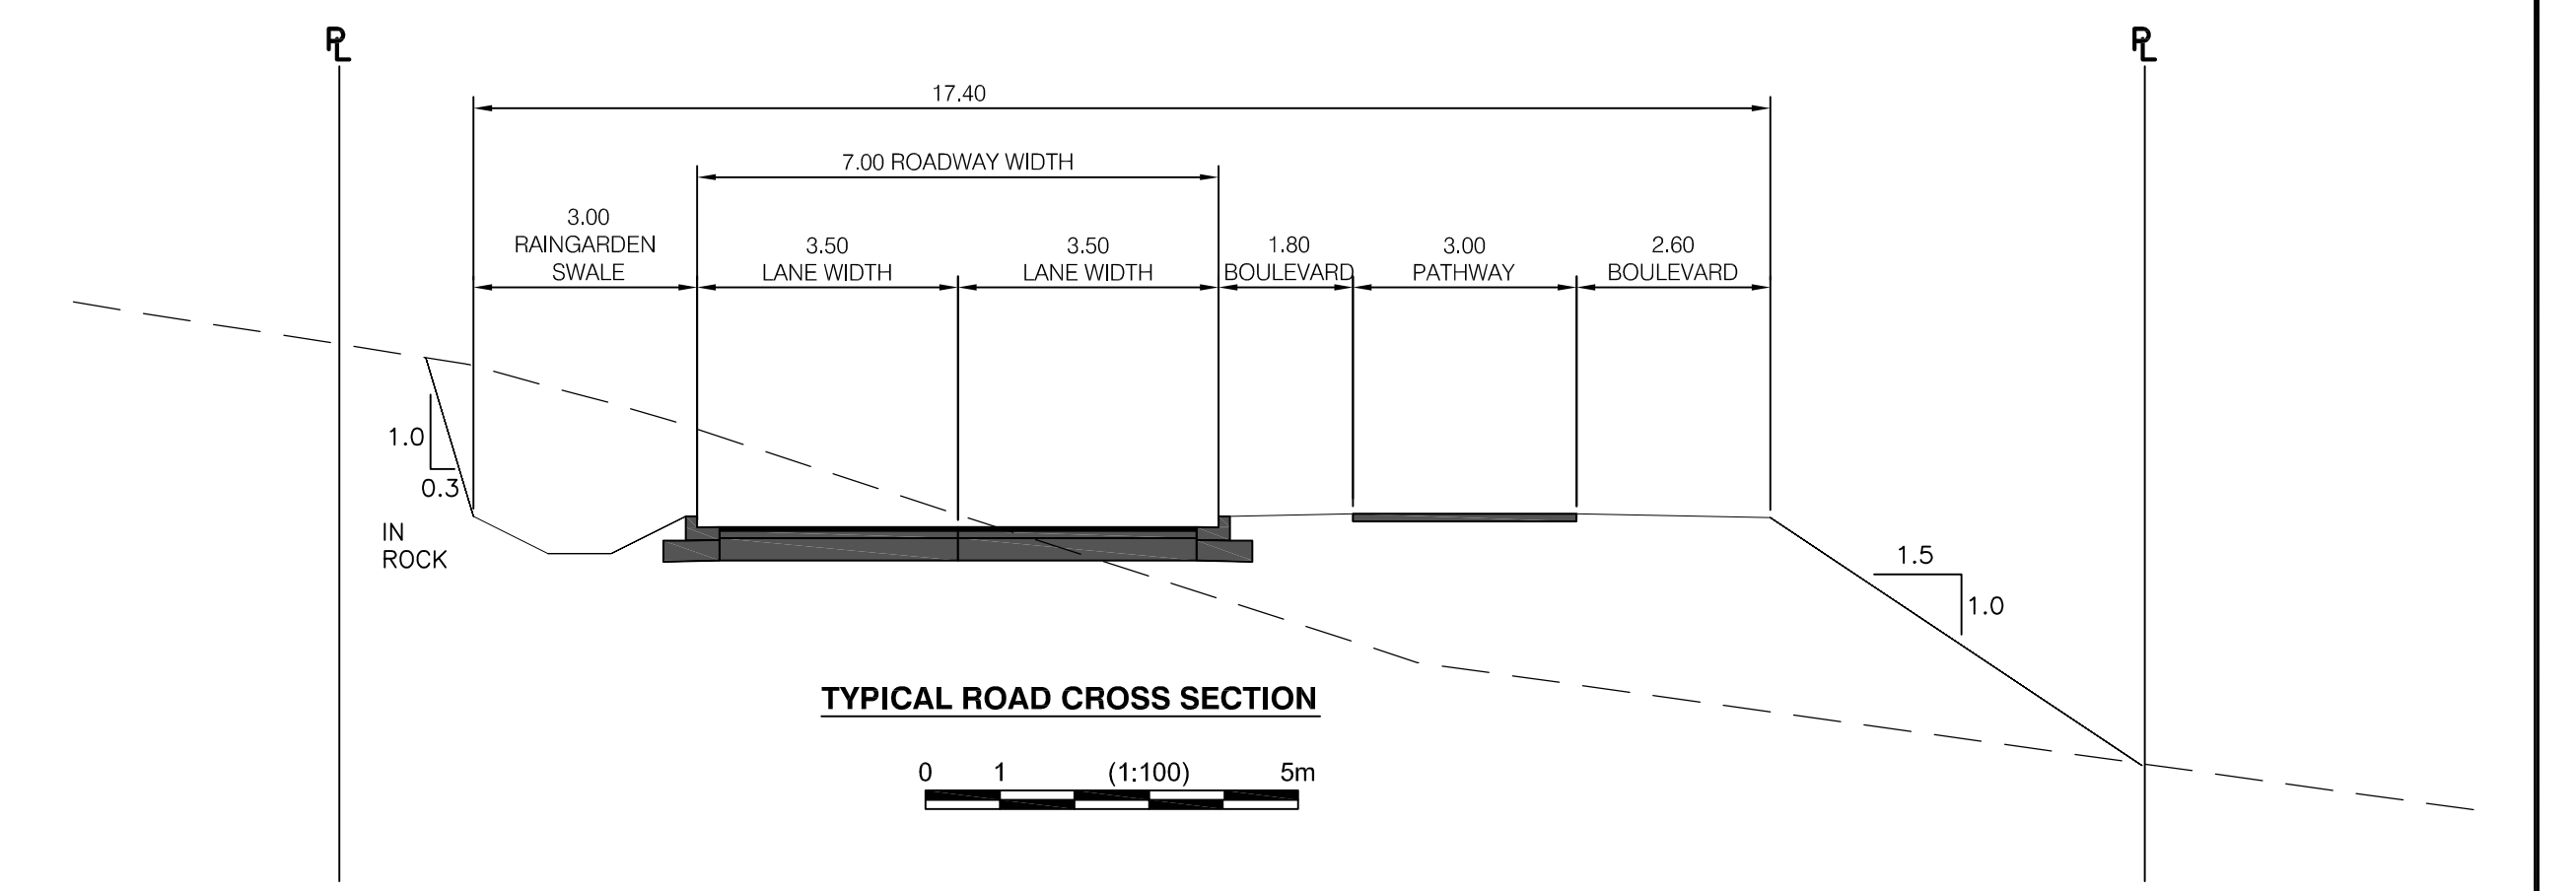 PL
PL
17.40
7.00 ROADWAY WIDTH
3.00
RAINGARDEN
SWALE
3.50
LANE WIDTH
3.50
LANE WIDTH
1.80
BOULEVARD
3.00
PATHWAY
2.60
BOULEVARD
1.0
0.3
IN
ROCK
1.5
1.0
TYPICAL ROAD CROSS SECTION
0 1 (1:100) 5m